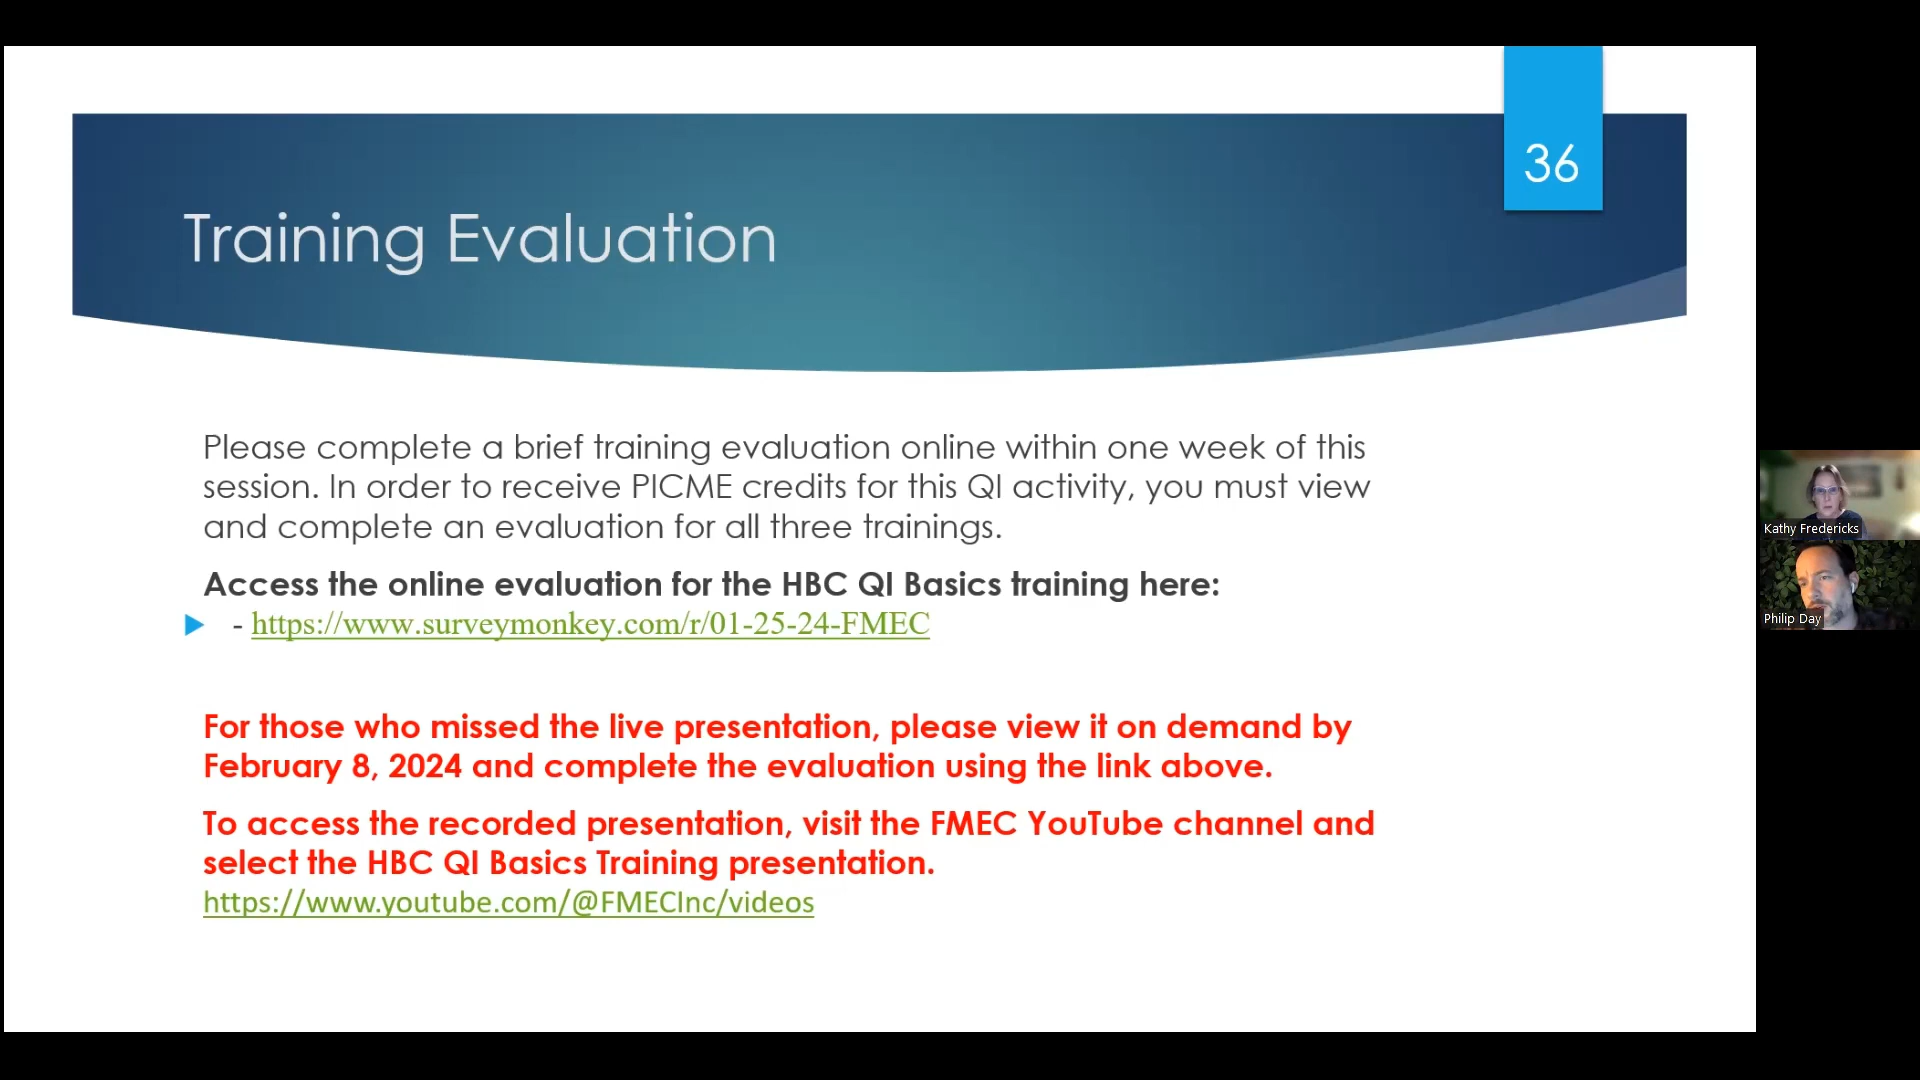 36
Training Evaluation
Please complete a brief training evaluation online within one week of this
session. In order to receive PICME credits for this QI activity, you must view
and complete an evaluation for all three trainings.
Access the online evaluation for the HBC QI Basics training here:
- https://www.surveymonkey.com/r/01-25-24-FMEC
For those who missed the live presentation, please view it on demand by
February 8, 2024 and complete the evaluation using the link above.
To access the recorded presentation, visit the FMEC YouTube channel and
select the HBC QI Basics Training presentation.
https://www.youtube.com/@FMECInc/videos
Kathy Fredericks
Philip Day